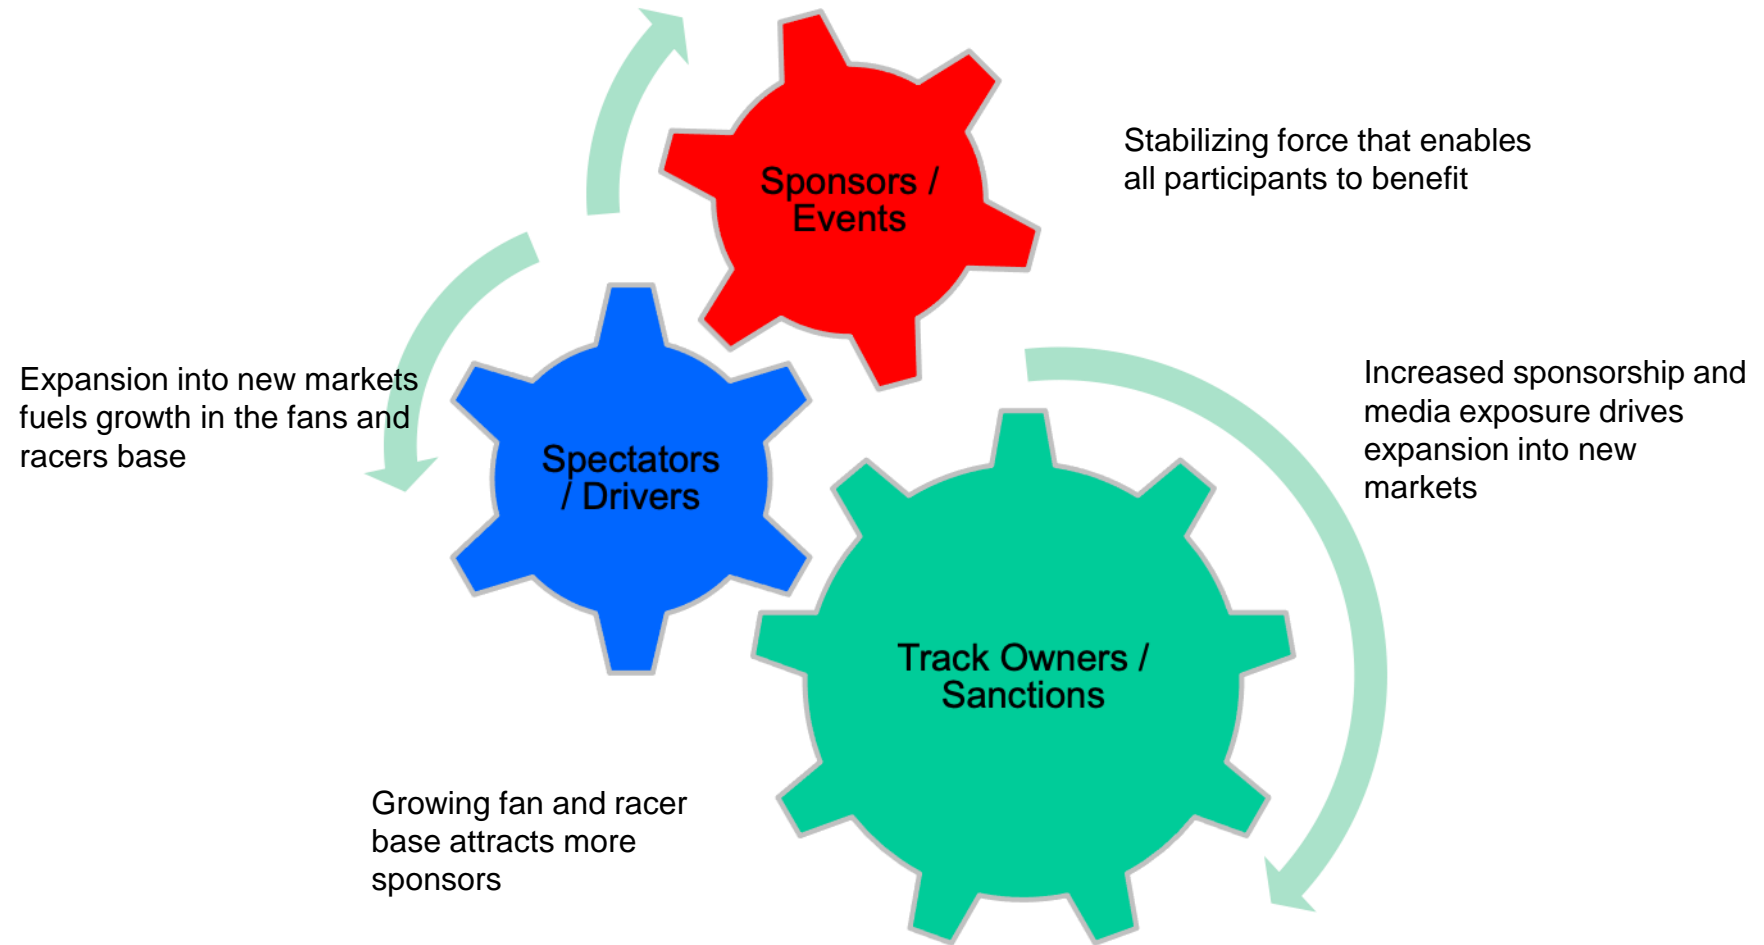 Sponsors /
Events
Stabilizing force that enables
all participants to benefit
Expansion into new markets
fuels growth in the fans and
racers base
Spectators
/ Drivers
Increased sponsorship and
media exposure drives
expansion into new
markets
Track Owners /
Sanctions
Growing fan and racer
base attracts more
sponsors